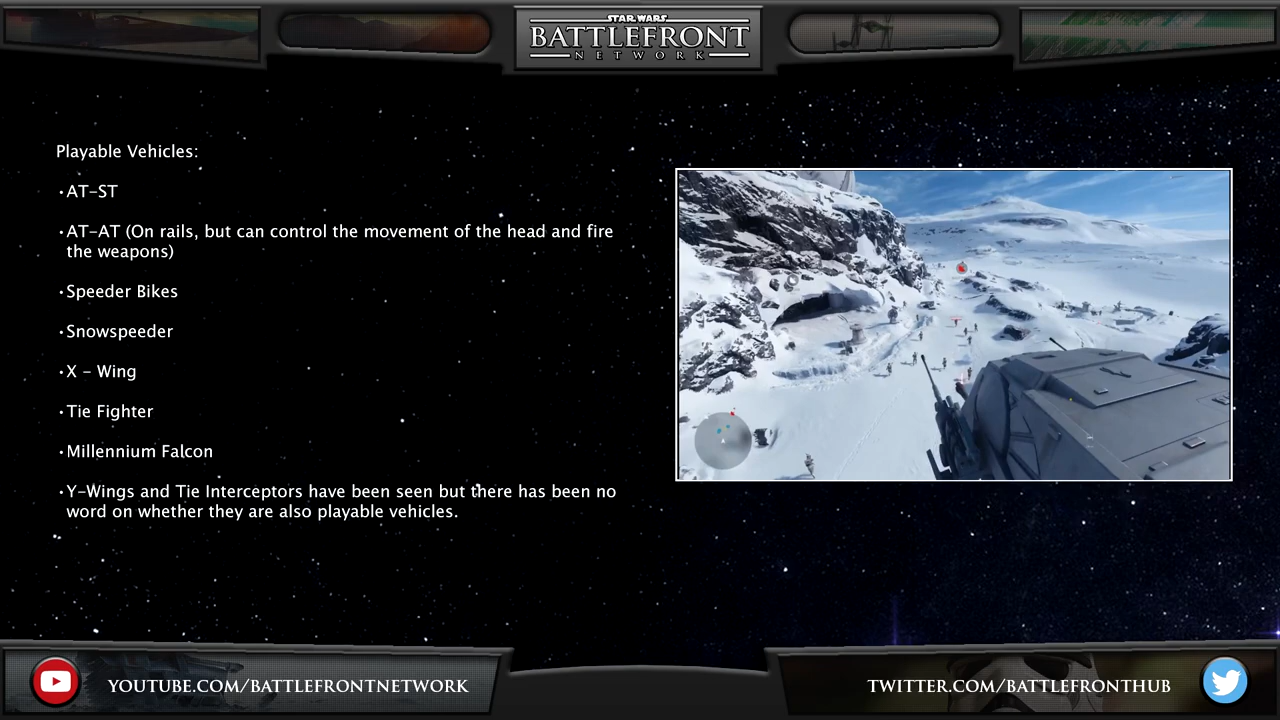 STAR WARS
BATTLEFRONT
NETWORK
Playable Vehicles:
•AT-ST
•AT-AT (On rails, but can control the movement of the head and fire
the weapons)
•Speeder Bikes
•Snowspeeder
•X - Wing
•Tie Fighter
•Millennium Falcon
•Y-Wings and Tie Interceptors have been seen but there has been no
word on whether they are also playable vehicles.
YOUTUBE.COM/BATTLEFRONTNETWORK
TWITTER.COM/BATTLEFRONTHUB